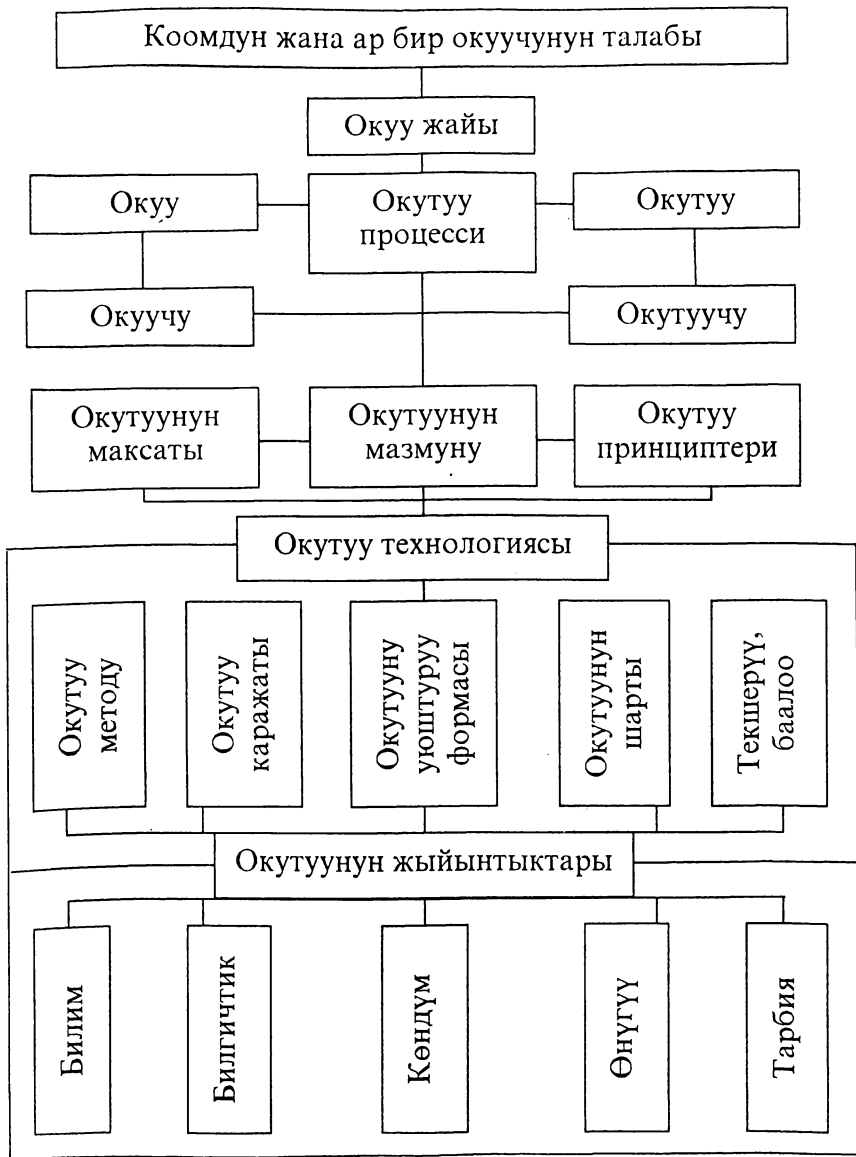 Коомдун жана ар бир окуучунун талабы
Окуу жайы
Окуу
Окутуу
процесси
Окутуу
Окуучу
Окутуучу
Окутуунун
максаты
Окутуунун
мазмуну
Окутуу
принциптери
Окутуу технологиясы
Окутуу
методу
Окутуу
каражаты
Окутууну
уюштуруу
формасы
Окутуунун
шарты
Текшерүү,
баалоо
Окутуунун жыйынтыктары
Билим
Билгичтик
Көндүм
Өнүгүү
Тарбия